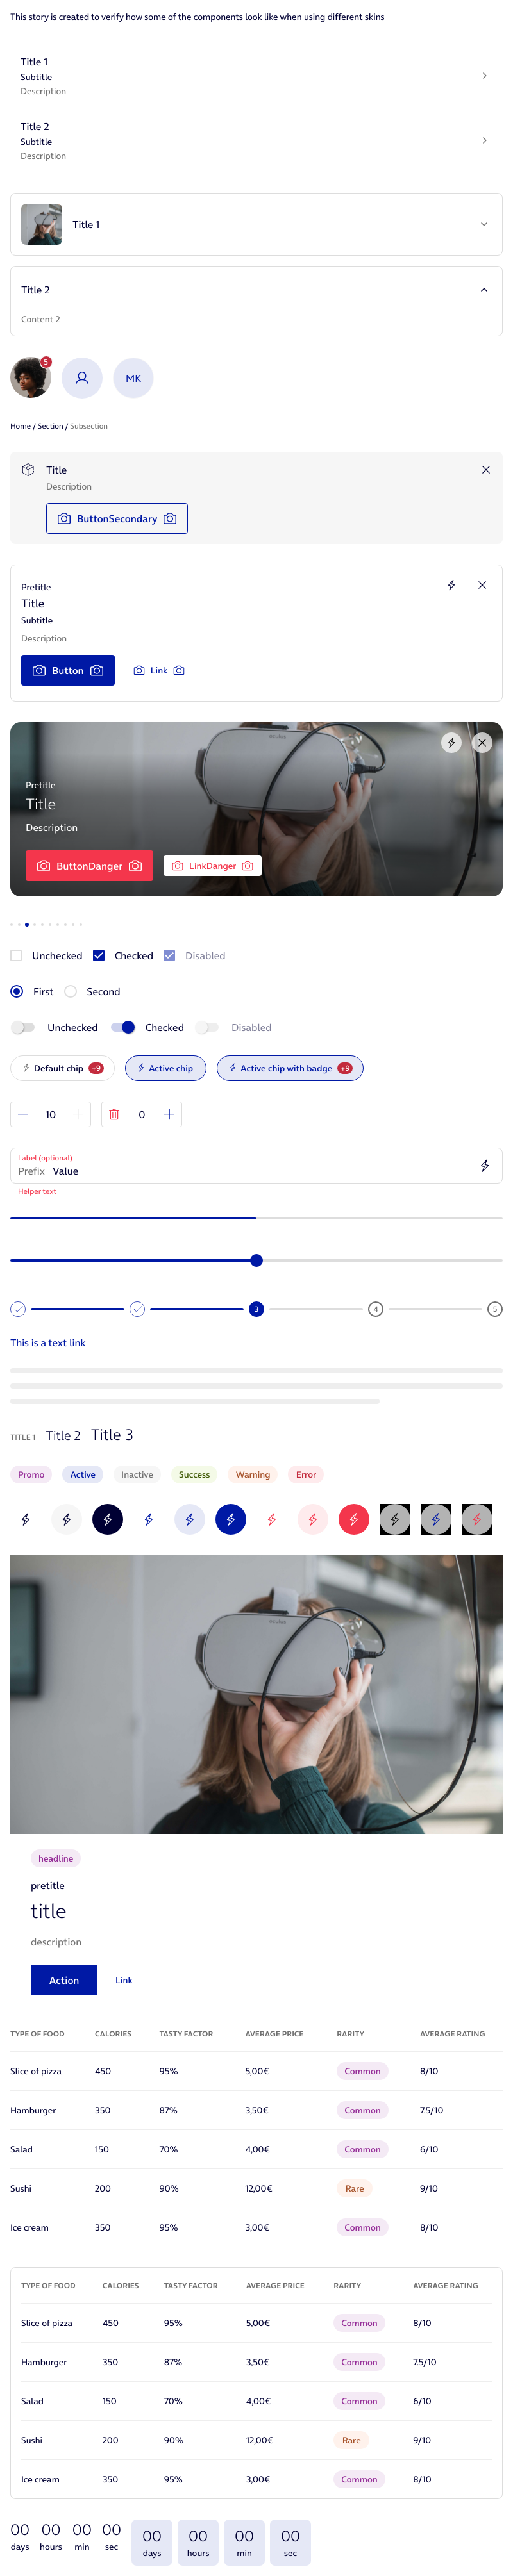 This story is created to verify how some of the components look like when using different skins
Title 1
Subtitle
Description
Title 2
Subtitle
Description
Title 1
Title 2
Content 2
5
MK
Home / Section / Subsection
Title
Description
ButtonSecondary
Pretitle
Title
Subtitle
Description
Button Link
oculus
Pretitle
Title
Description
ButtonDanger LinkDanger
Unchecked Checked Disabled
First Second
Unchecked Checked Disabled
Default chip +9 Active chip Active chip with badge +9
10 0
Label (optional)
Prefix Value
Helper text
3 4 5
This is a text link
TITLE 1 Title 2 Title 3
Promo Active Inactive Success Warning Error
headline
pretitle
title
description
Action Link
TYPE OF FOOD CALORIES TASTY FACTOR AVERAGE PRICE RARITY AVERAGE RATING
Slice of pizza 450 95% 5,00€ Common 8/10
Hamburger 350 87% 3,50€ Common 7.5/10
Salad 150 70% 4,00€ Common 6/10
Sushi 200 90% 12,00€ Rare 9/10
Ice cream 350 95% 3,00€ Common 8/10
TYPE OF FOOD CALORIES TASTY FACTOR AVERAGE PRICE RARITY AVERAGE RATING
Slice of pizza 450 95% 5,00€ Common 8/10
Hamburger 350 87% 3,50€ Common 7.5/10
Salad 150 70% 4,00€ Common 6/10
Sushi 200 90% 12,00€ Rare 9/10
Ice cream 350 95% 3,00€ Common 8/10
00 00 00 00 00 00 00 00
days hours min sec days hours min sec